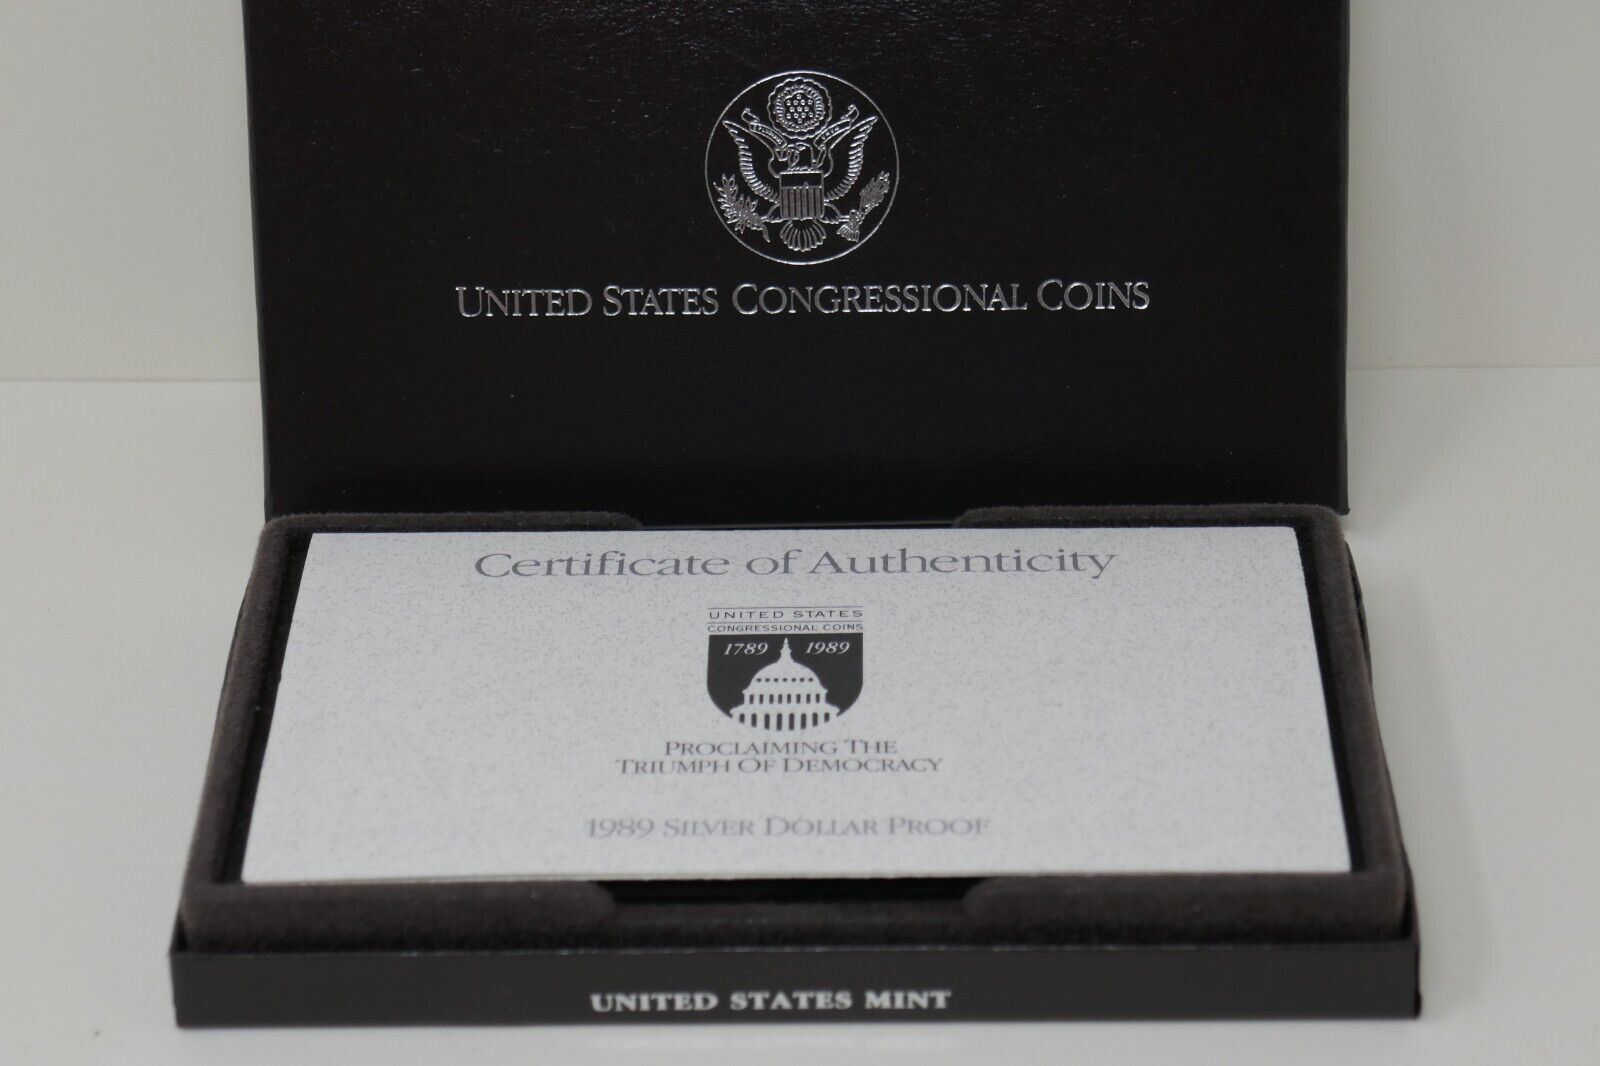 UNITED STATES CONGRESSIONAL COINS
Certificate of Authenticity
UNITED STATES
CONGRESSIONAL COINS
1789 1989
PROCLAIMING THE
TRIUMPH OF DEMOCRACY
1989 SILVER DOLLAR PROOF
UNITED STATES MINT